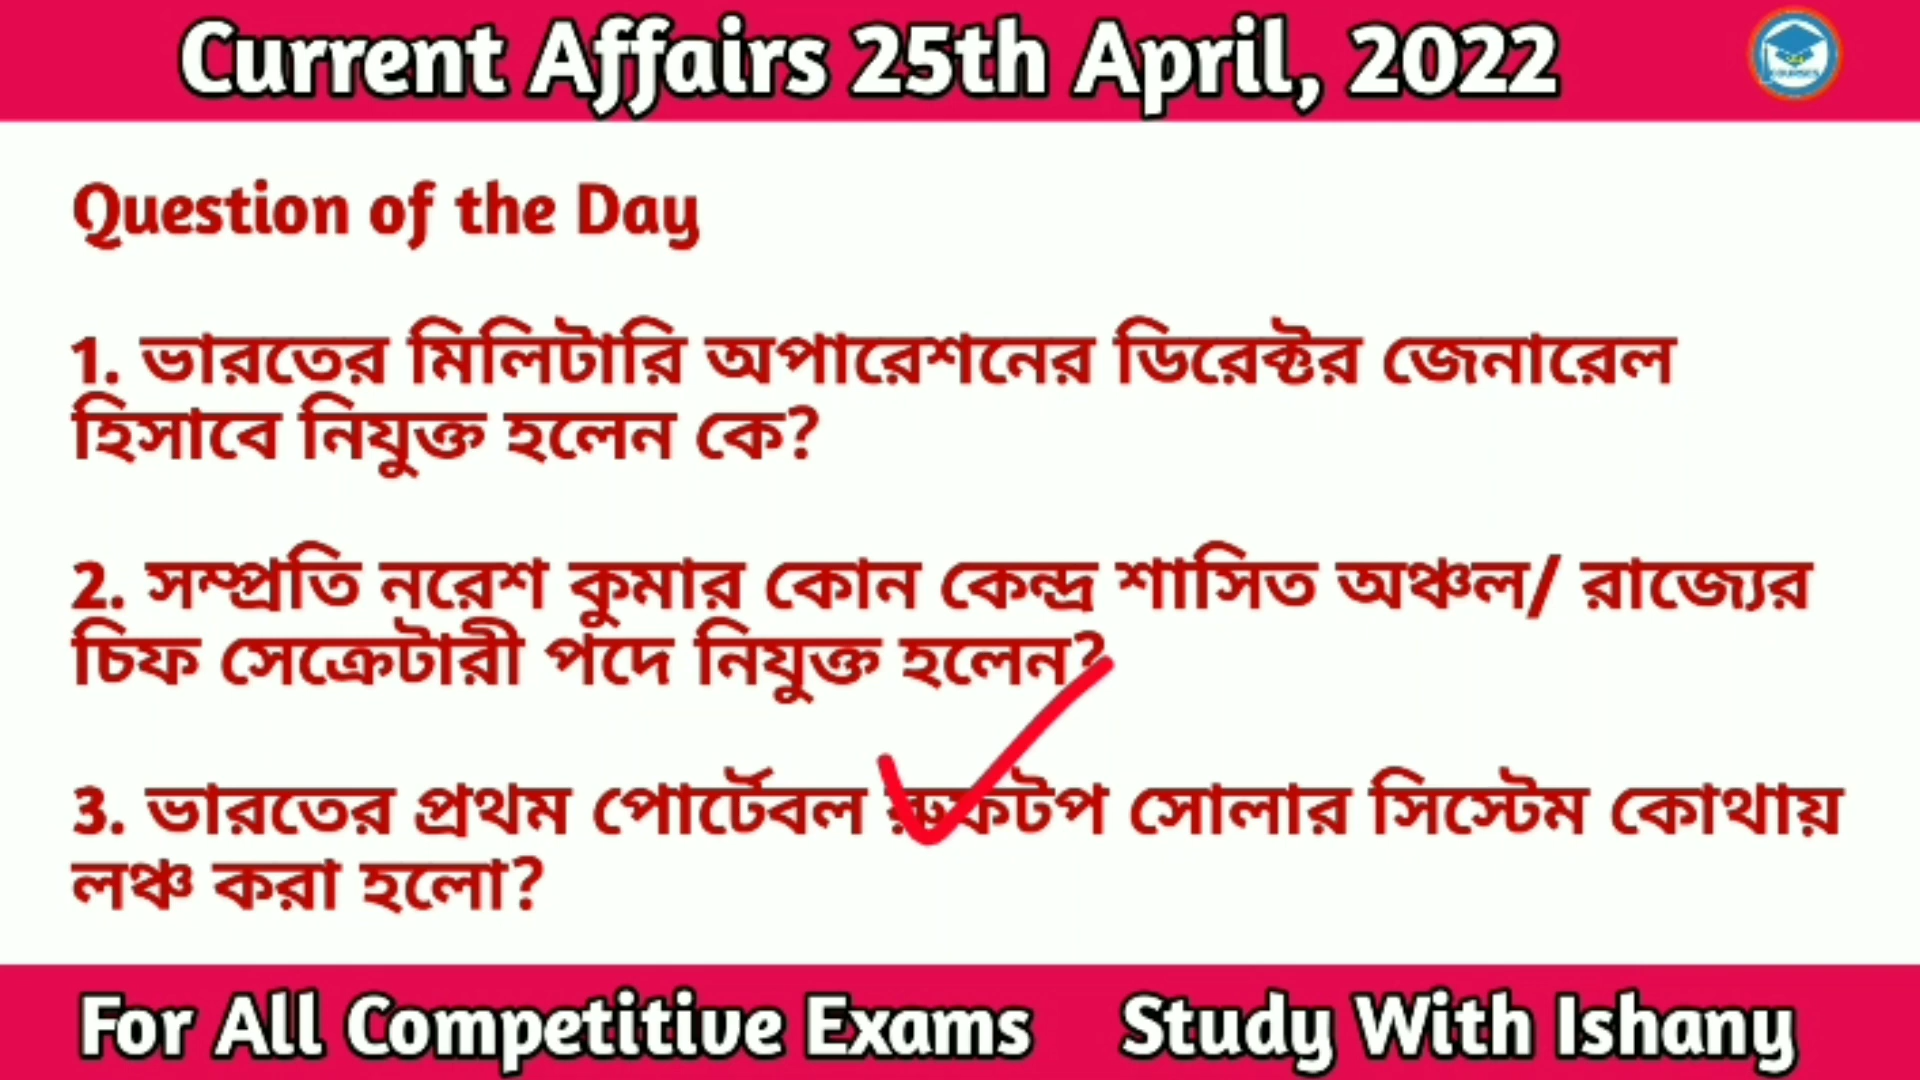 Current Affairs 25th April, 2022
Question of the Day
1. ভারতের মিলিটারি অপারেশনের ডিরেক্টর জেনারেল
হিসাবে নিযুক্ত হলেন কে?
2. সম্প্রতি নরেশ কুমার কোন কেন্দ্র শাসিত অঞ্চল/ রাজ্যের
চিফ সেক্রেটারী পদে নিযুক্ত হলেন?
3. ভারতের প্রথম পোর্টেবল রুফটপ সোলার সিস্টেম কোথায়
লঞ্চ করা হলো?
For All Competitive Exams Study With Ishany